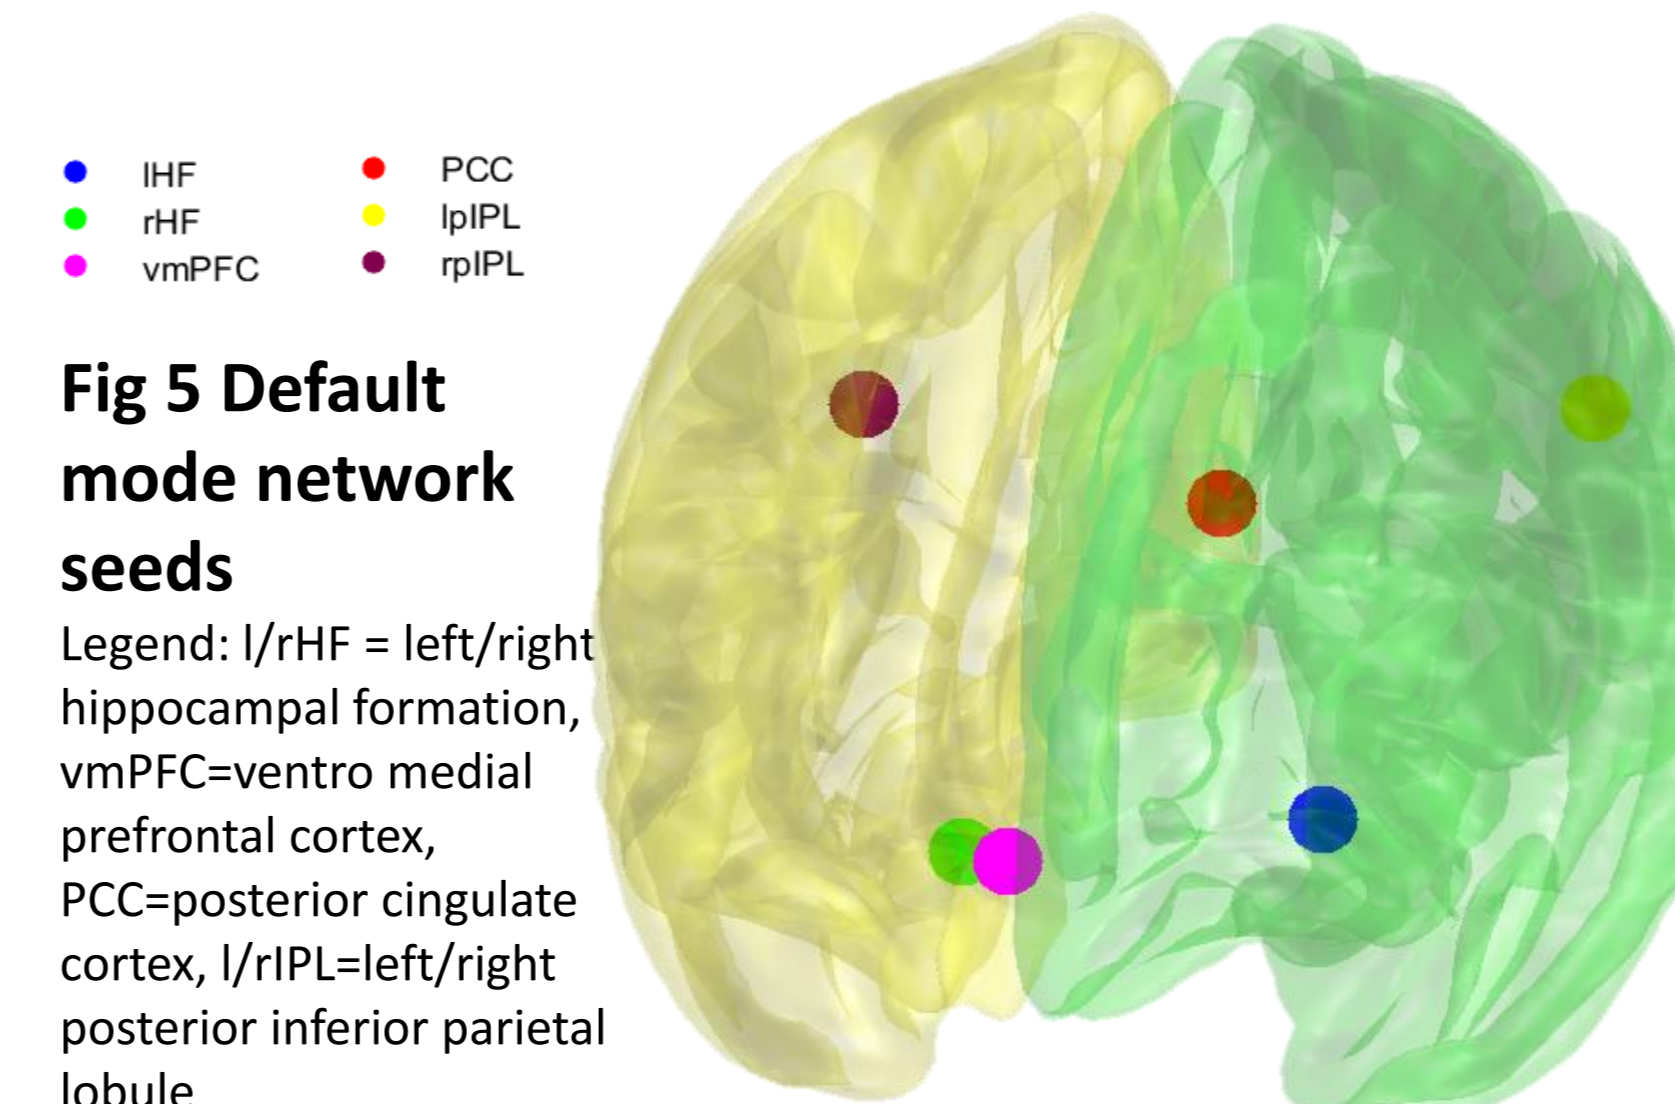 lHF
rHF
vmPFC
PCC
lpIPL
rpIPL
Fig 5 Default
mode network
seeds
Legend: l/rHF = left/right
hippocampal formation,
vmPFC=ventro medial
prefrontal cortex,
PCC=posterior cingulate
cortex, l/rIPL=left/right
posterior inferior parietal
lobule